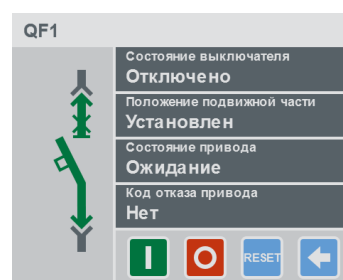 QF1
Состояние выключателя
Отключено
Положение подвижной части
Установлен
Состояние привода
Ожидание
Код отказа привода
Нет
RESET